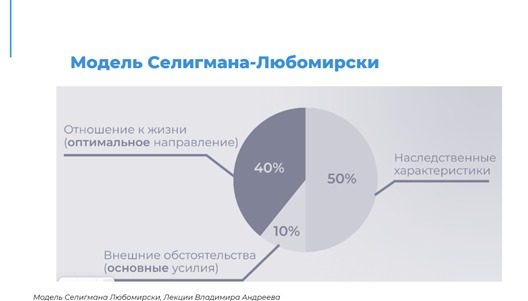 Модель Селигмана-Любомирски
Отношение к жизни
(оптимальное направление)
40%
50%
Наследственные
характеристики
10%
Внешние обстоятельства
(основные усилия)
Модель Селигмана Любомирски, Лекции Владимира Андреева